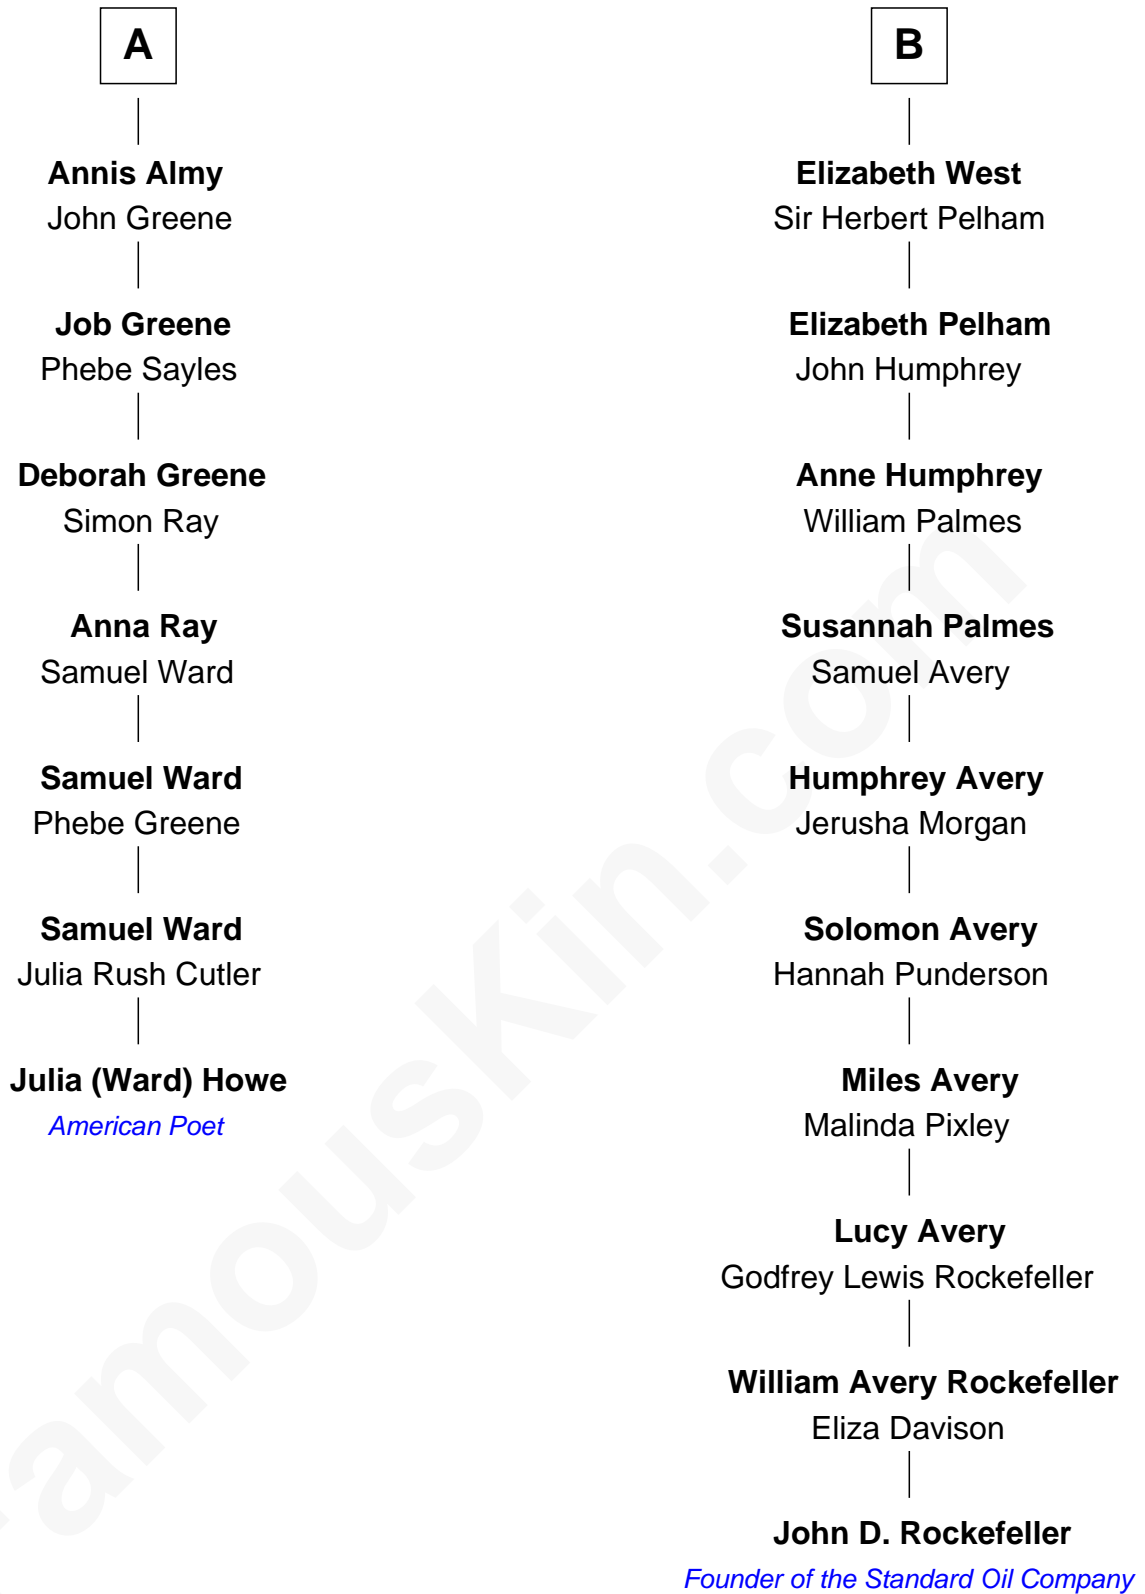 A
Annis Almy
John Greene
Job Greene
Phebe Sayles
Deborah Greene
Simon Ray
Anna Ray
Samuel Ward
Samuel Ward
Phebe Greene
Samuel Ward
Julia Rush Cutler
Julia (Ward) Howe
American Poet
B
Elizabeth West
Sir Herbert Pelham
Elizabeth Pelham
John Humphrey
Anne Humphrey
William Palmes
Susannah Palmes
Samuel Avery
Humphrey Avery
Jerusha Morgan
Solomon Avery
Hannah Punderson
Miles Avery
Malinda Pixley
Lucy Avery
Godfrey Lewis Rockefeller
William Avery Rockefeller
Eliza Davison
John D. Rockefeller
Founder of the Standard Oil Company
FamousKin.com